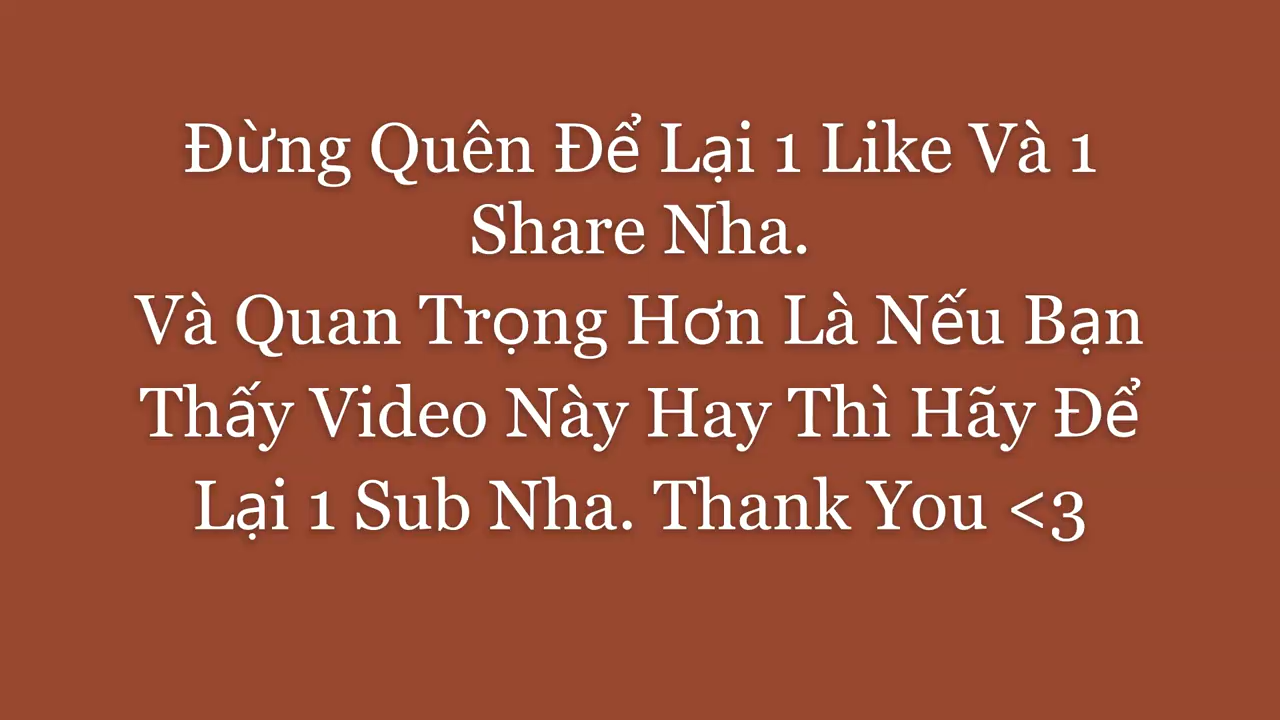 Đừng Quên Để Lại 1 Like Và 1
Share Nha.
Và Quan Trọng Hơn Là Nếu Bạn
Thấy Video Này Hay Thì Hãy Để
Lại 1 Sub Nha. Thank You <3